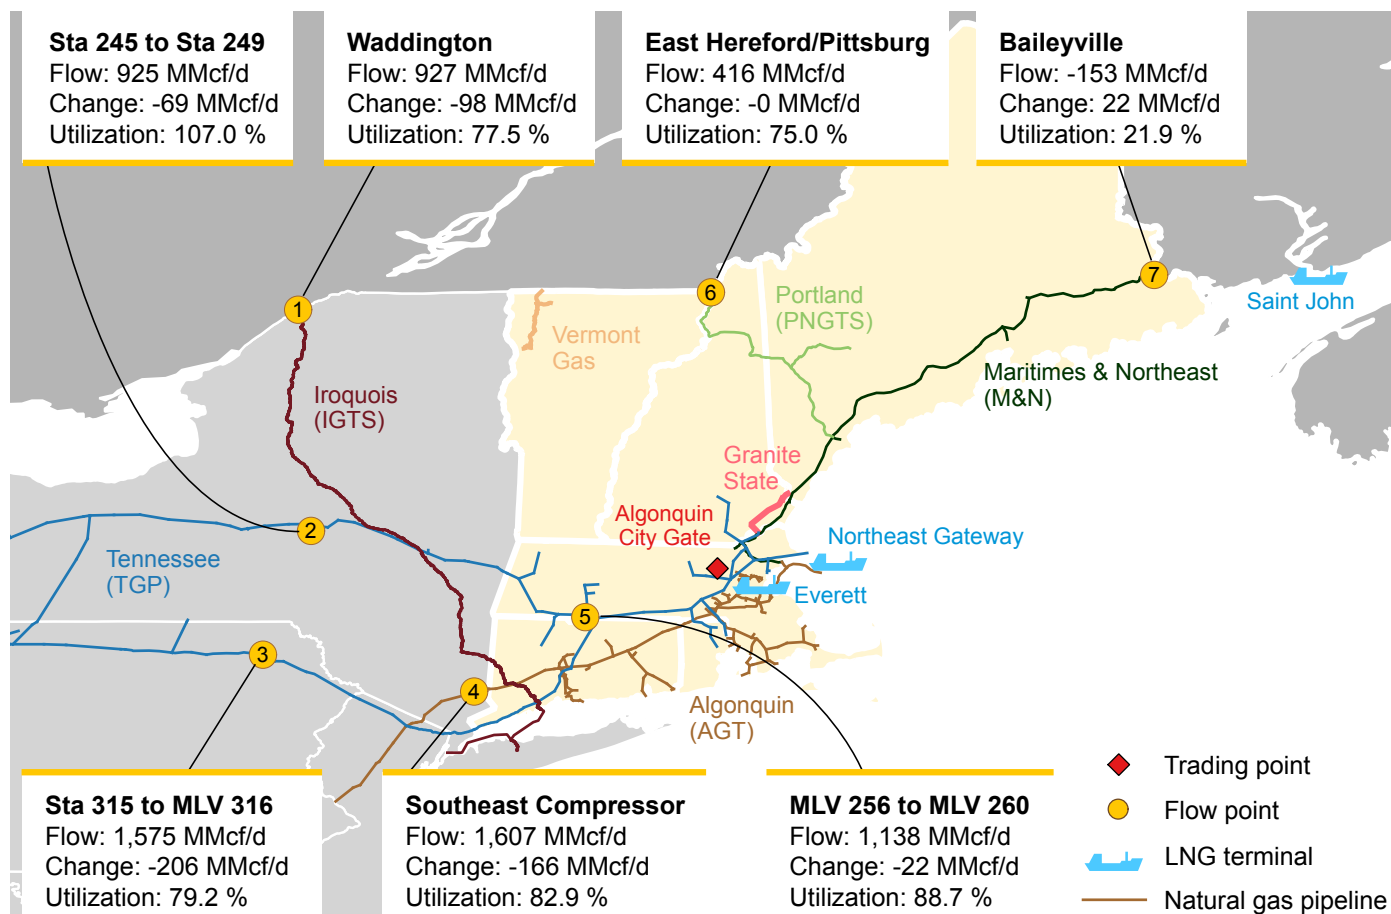 Sta 245 to Sta 249
Flow: 925 MMcf/d
Change: -69 MMcf/d
Utilization: 107.0 %
Waddington
Flow: 927 MMcf/d
Change: -98 MMcf/d
Utilization: 77.5 %
East Hereford/Pittsburg
Flow: 416 MMcf/d
Change: -0 MMcf/d
Utilization: 75.0 %
Baileyville
Flow: -153 MMcf/d
Change: 22 MMcf/d
Utilization: 21.9 %
1
6
7
Saint John
Portland
(PNGTS)
Vermont
Gas
Maritimes & Northeast
(M&N)
Iroquois
(IGTS)
Granite
State
Algonquin
City Gate
2
Northeast Gateway
Tennessee
(TGP)
Everett
5
3
4
Algonquin
(AGT)
Sta 315 to MLV 316
Flow: 1,575 MMcf/d
Change: -206 MMcf/d
Utilization: 79.2 %
Southeast Compressor
Flow: 1,607 MMcf/d
Change: -166 MMcf/d
Utilization: 82.9 %
MLV 256 to MLV 260
Flow: 1,138 MMcf/d
Change: -22 MMcf/d
Utilization: 88.7 %
Trading point
Flow point
LNG terminal
Natural gas pipeline